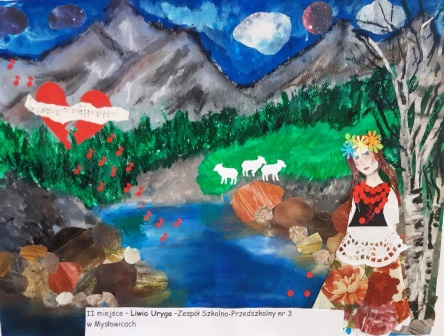 II miejsce - Liwia Uryga -Zespół Szkolno-Przedszkolny nr 3
w Mysłowicach